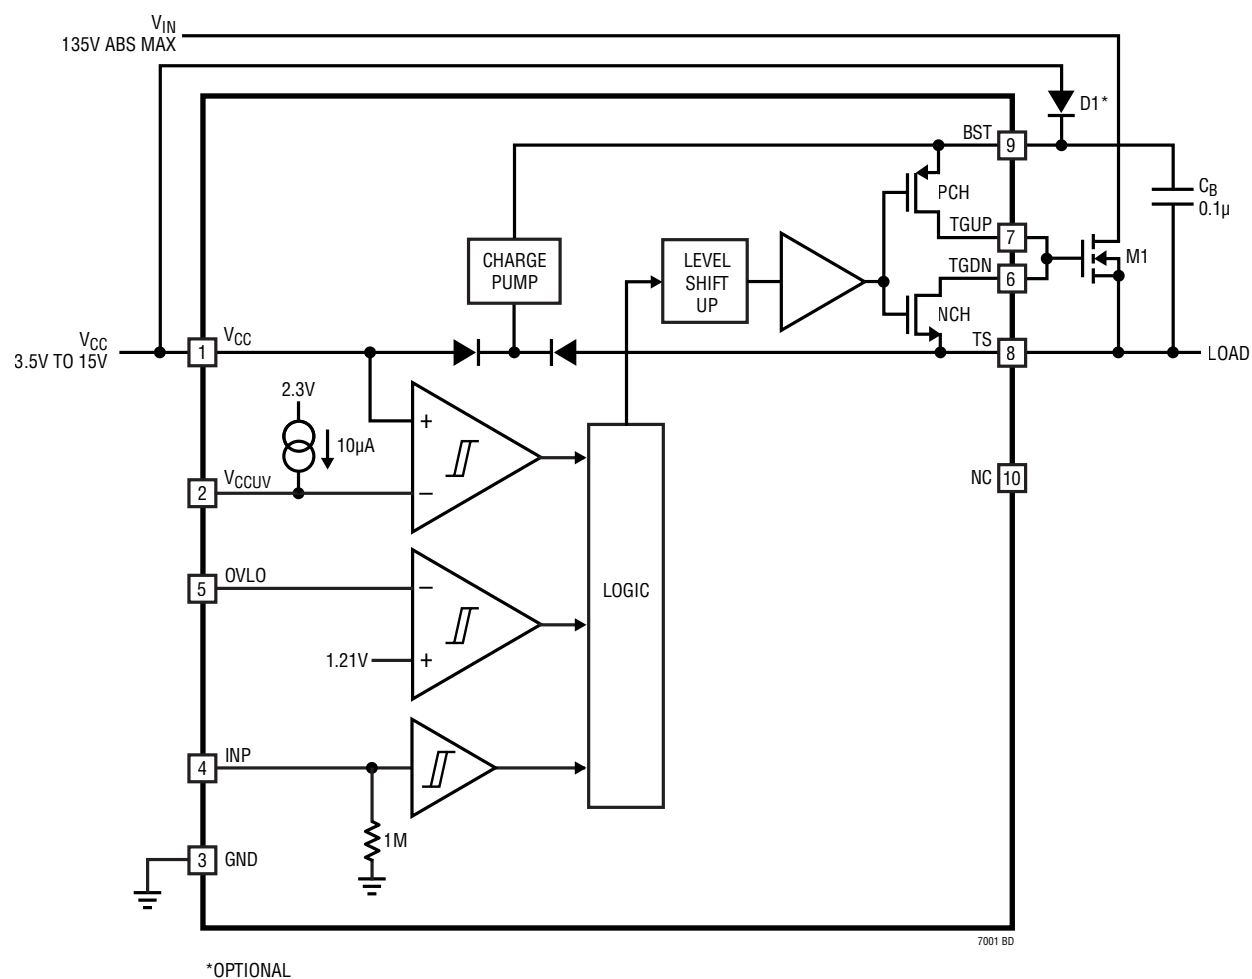 VIN
135V ABS MAX
D1*
BST
9
PCH
CB
0.1µ
TGUP
7
CHARGE
PUMP
LEVEL
SHIFT
UP
M1
TGDN
6
NCH
VCC
3.5V TO 15V
1
VCC
TS
8
LOAD
2.3V
+
10µA
2
VCCUV
–
NC
10
5
OVLO
–
LOGIC
1.21V
+
4
INP
1M
3
GND
7001 BD
*OPTIONAL